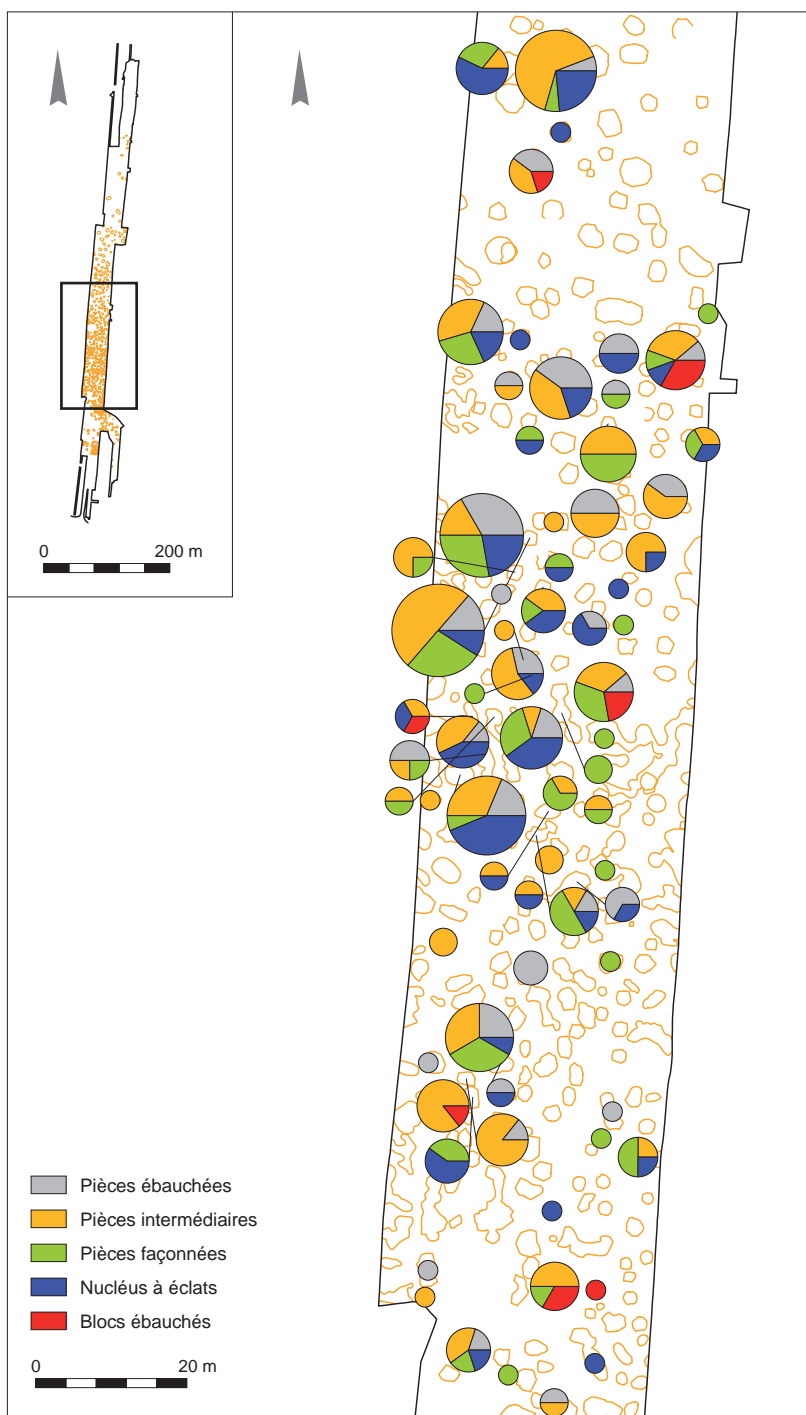 0 200 m
Pièces ébauchées
Pièces intermédiaires
Pièces façonnées
Nucléus à éclats
Blocs ébauchés
0 20 m